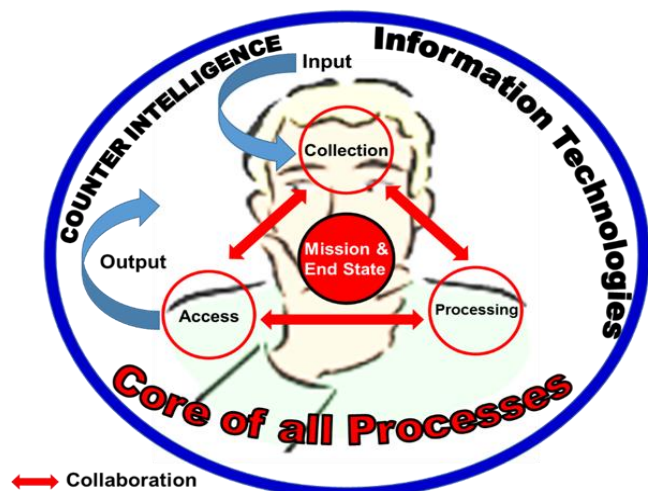 COUNTER INTELLIGENCE
Information Technologies
Input
Collection
Mission &
End State
Output
Access
Processing
Core of all Processes
Collaboration